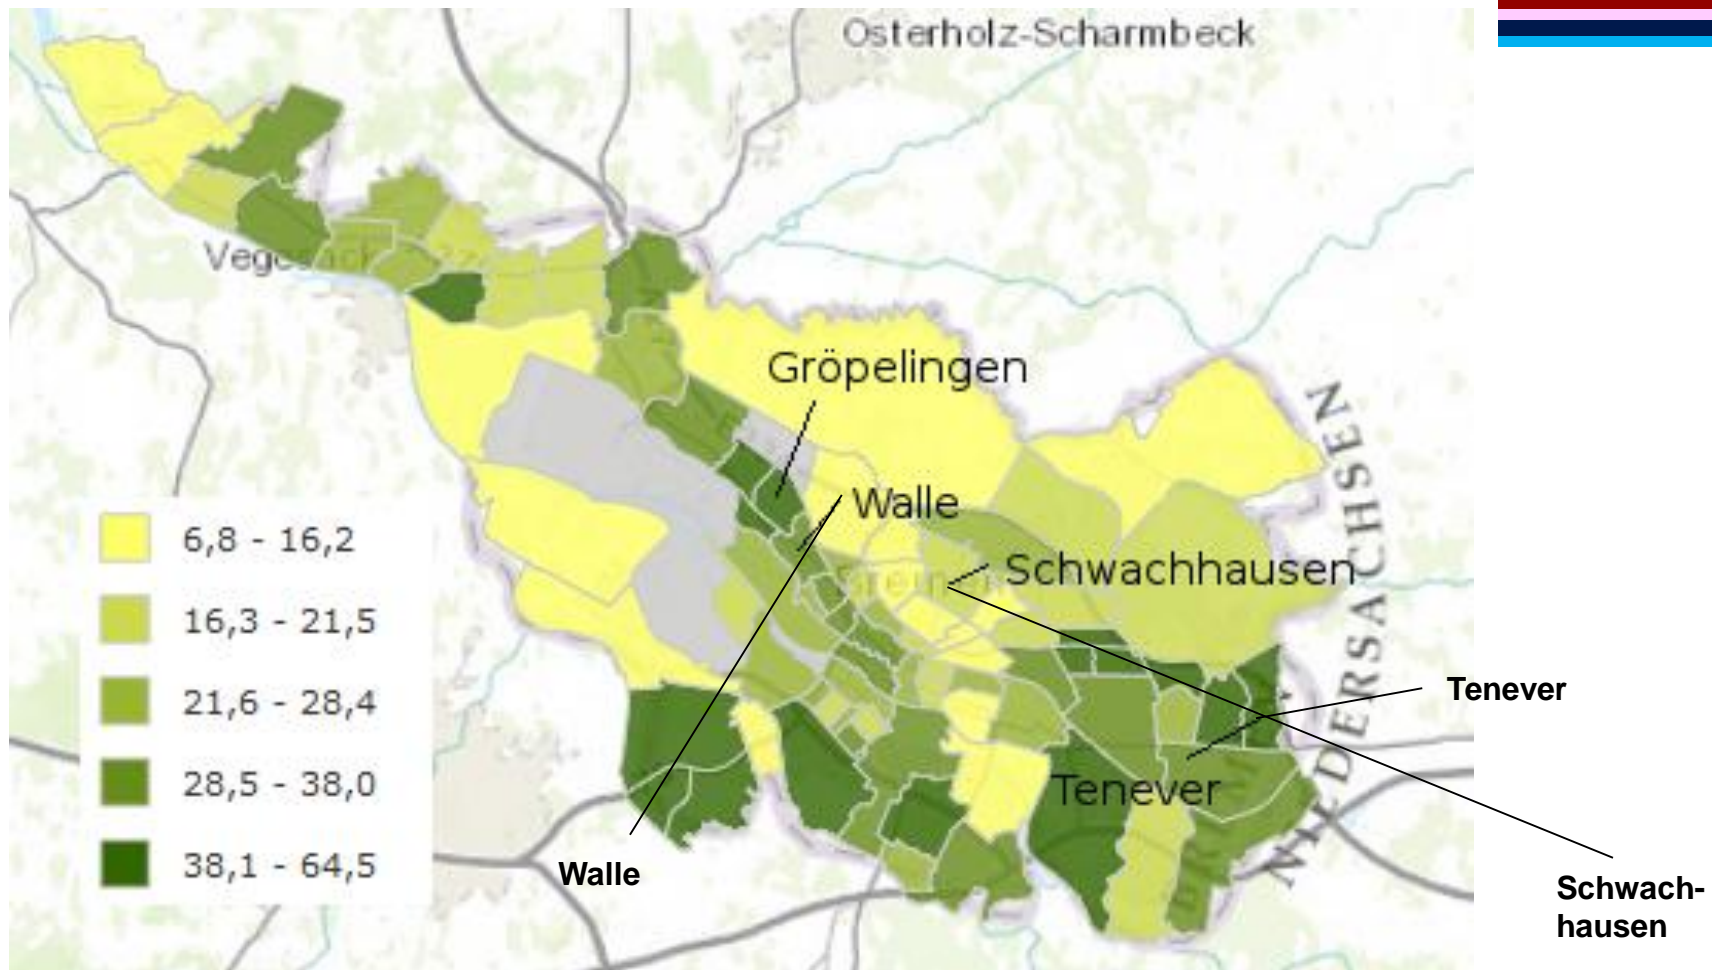 Osterholz-Scharmbeck
Gröpelingen
Walle
Schwachhausen
NIEDERSACHSEN
6,8 - 16,2
16,3 - 21,5
21,6 - 28,4
28,5 - 38,0
38,1 - 64,5
Tenever
Tenever
Walle
Schwach-
hausen